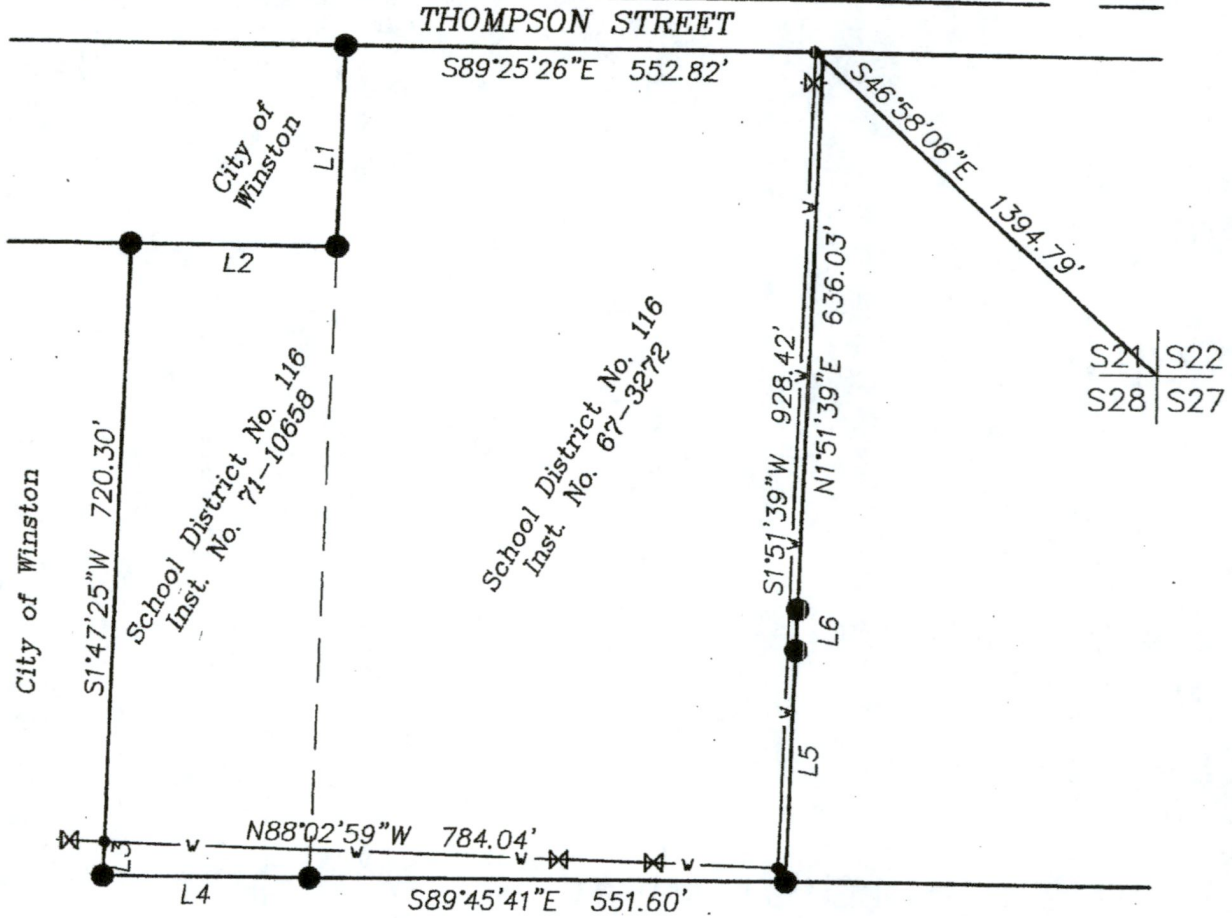 THOMPSON STREET
S89°25'26"E 552.82'
S46°58'06"E 1394.79'
City of
Winston
L1
L2
S21 S22
S28 S27
N1°51'39"E 636.03'
S1°51'39"W 928.42'
School District No. 116
Inst. No. 67-3272
School District No. 116
Inst. No. 71-10658
S1°47'25"W 720.30'
City of Winston
W
W
W
W
L6
L5
N88°02'59"W 784.04'
W
W
W
W
L3
L4
S89°45'41"E 551.60'